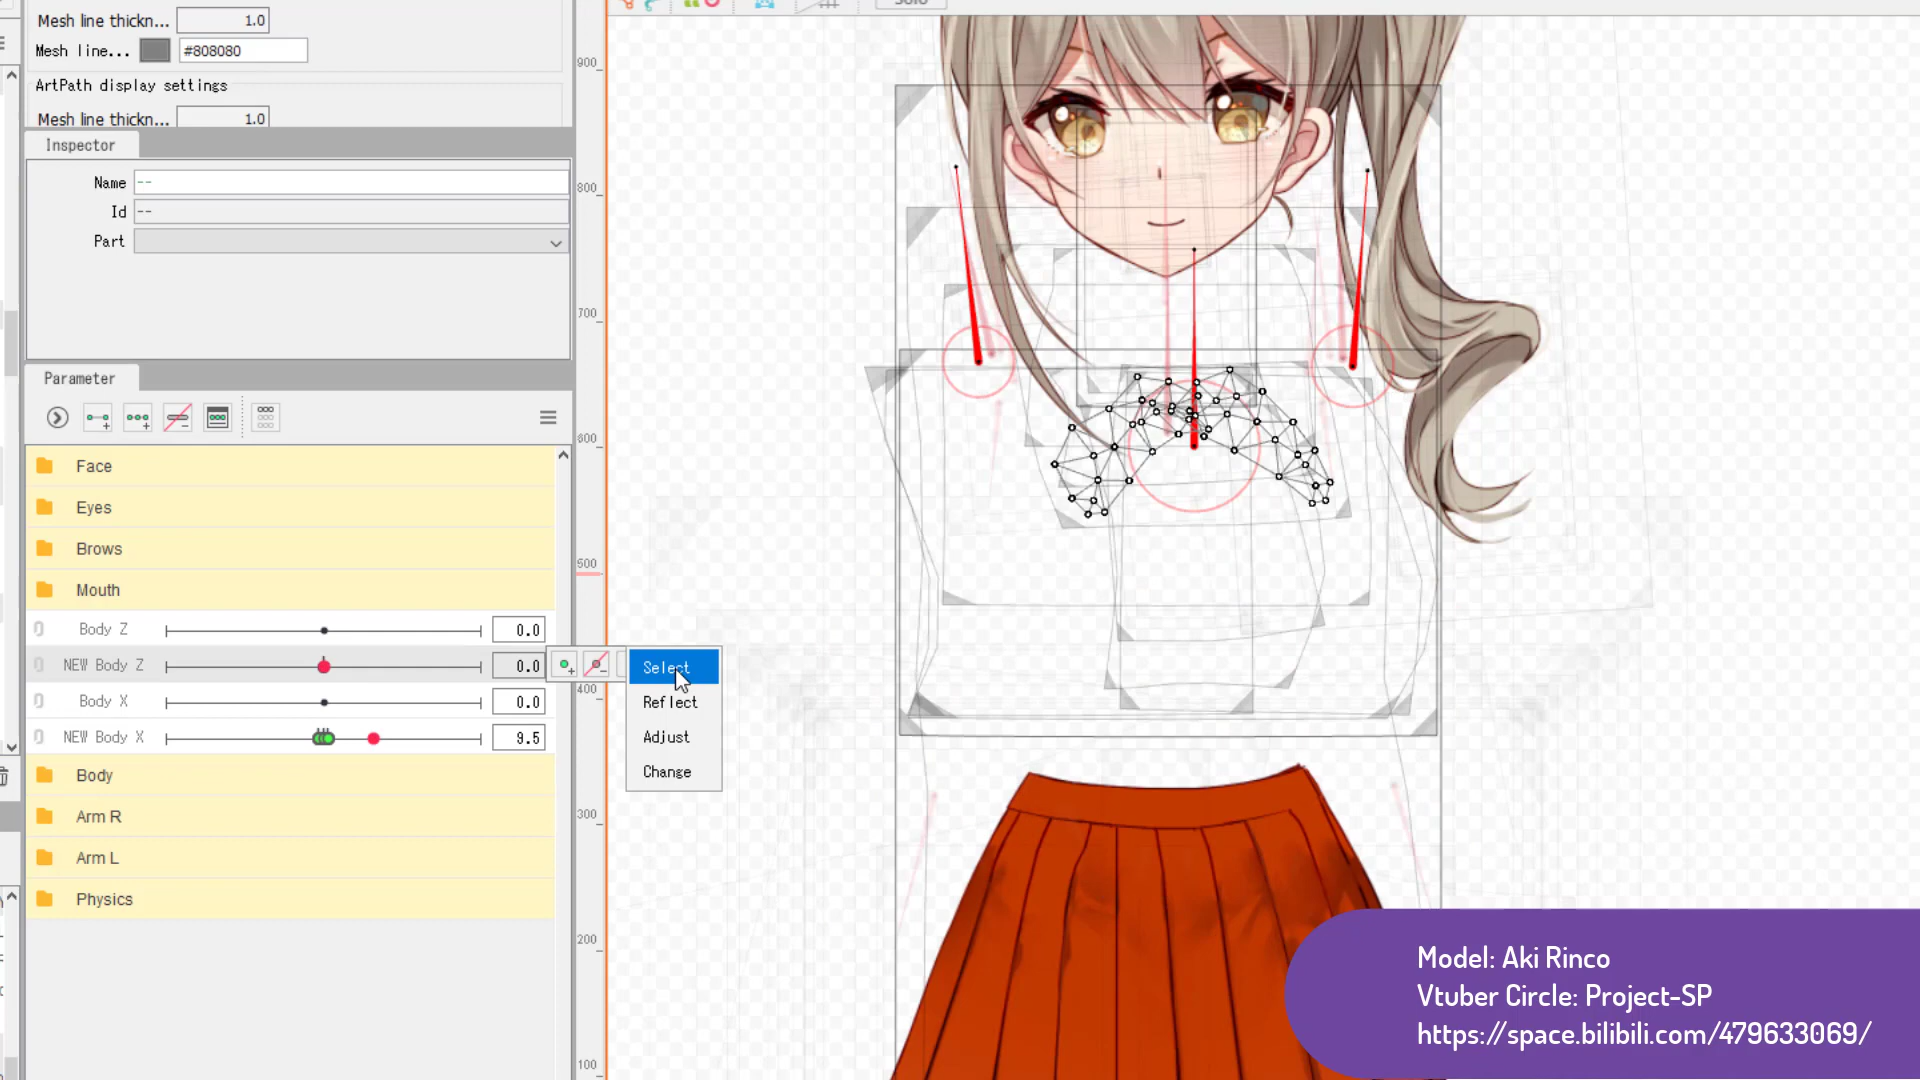 Mesh line thickn...
1.0
Mesh line...
#808080
ArtPath display settings
Mesh line thickn...
1.0
Inspector
Name
--
Id
--
Part
Parameter
Face
Eyes
Brows
Mouth
Body Z
0.0
NEW Body Z
0.0
Body X
0.0
NEW Body X
9.5
Body
Arm R
Arm L
Physics
Select
Reflect
Adjust
Change
Solo
900
800
700
600
500
400
300
200
100
Model: Aki Rinco
Vtuber Circle: Project-SP
https://space.bilibili.com/479633069/